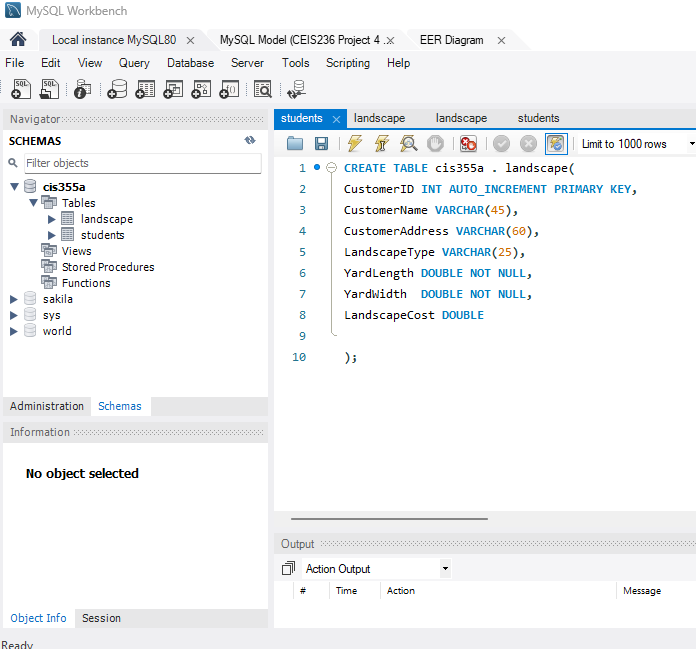 MySQL Workbench
Local instance MySQL80 × MySQL Model (CEIS236 Project 4 . × EER Diagram ×
File Edit View Query Database Server Tools Scripting Help
Navigator
SCHEMAS
Filter objects
cis355a
Tables
landscape
students
Views
Stored Procedures
Functions
sakila
sys
world
Administration Schemas
Information
No object selected
Object Info Session
Ready
students × landscape landscape students
Limit to 1000 rows
1 CREATE TABLE cis355a . landscape(
2 CustomerID INT AUTO_INCREMENT PRIMARY KEY,
3 CustomerName VARCHAR(45),
4 CustomerAddress VARCHAR(60),
5 LandscapeType VARCHAR(25),
6 YardLength DOUBLE NOT NULL,
7 YardWidth  DOUBLE NOT NULL,
8 LandscapeCost DOUBLE
9
10 );
Output
Action Output
# Time Action Message